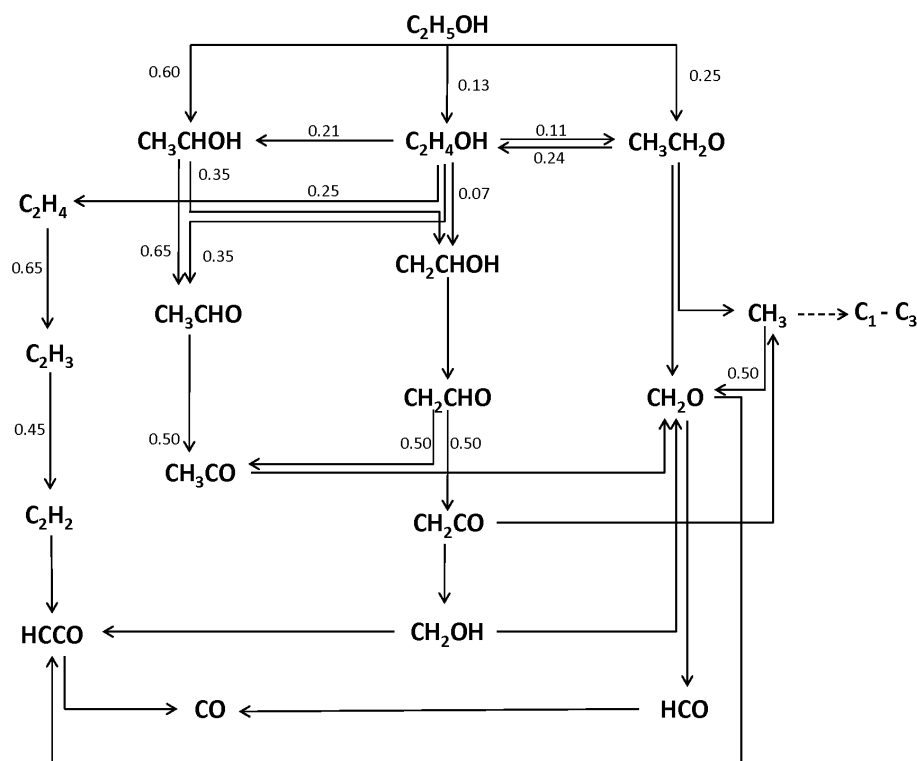 C₂H₅OH
0.60
0.13
0.25
CH₃CHOH
0.21
C₂H₄OH
0.11
0.24
CH₃CH₂O
0.35
0.25
0.07
C₂H₄
0.65
0.65
0.35
CH₂CHOH
CH₃CHO
CH₃
C₁ - C₃
C₂H₃
0.50
CH₂CHO
CH₂O
0.45
0.50
0.50
0.50
CH₃CO
C₂H₂
CH₂CO
HCCO
CH₂OH
CO
HCO